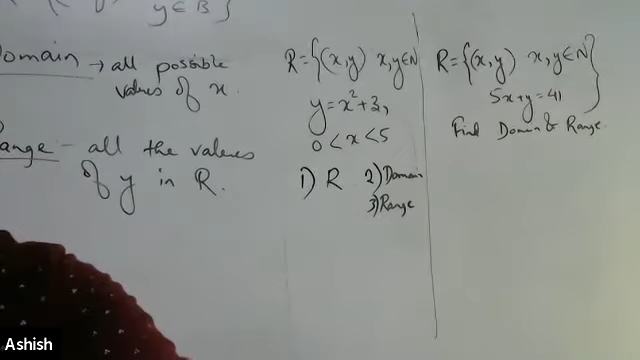 y∈B }
Domain → all possible
values of x.
Range - all the values
of y in R.
R={(x,y) x,y∈N
y=x²+3,
0<x<5
1) R 2) Domain
3) Range
R={(x,y) x,y∈N}
5x+y=41
Find Domain & Range
Ashish